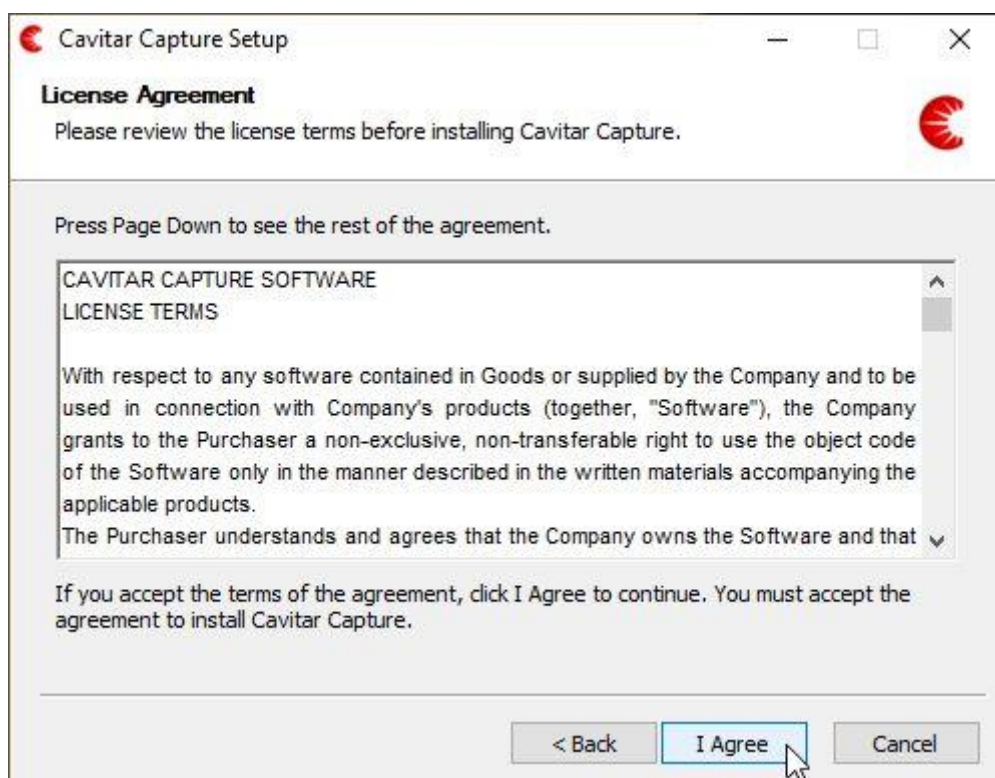 Cavitar Capture Setup
License Agreement
Please review the license terms before installing Cavitar Capture.
Press Page Down to see the rest of the agreement.
CAVITAR CAPTURE SOFTWARE
LICENSE TERMS
With respect to any software contained in Goods or supplied by the Company and to be
used in connection with Company's products (together, "Software"), the Company
grants to the Purchaser a non-exclusive, non-transferable right to use the object code
of the Software only in the manner described in the written materials accompanying the
applicable products.
The Purchaser understands and agrees that the Company owns the Software and that
If you accept the terms of the agreement, click I Agree to continue. You must accept the
agreement to install Cavitar Capture.
< Back
I Agree
Cancel